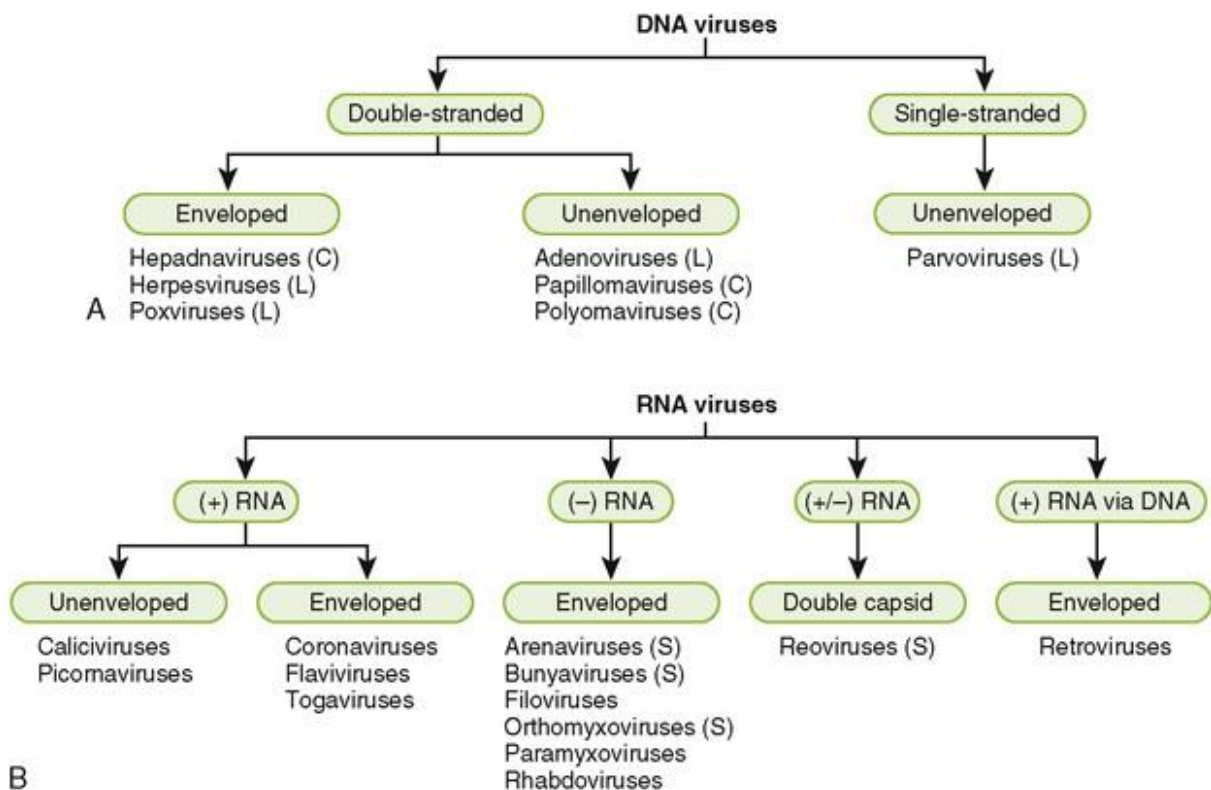 DNA viruses
Double-stranded
Single-stranded
Enveloped
Unenveloped
Unenveloped
Hepadnaviruses (C)
Herpesviruses (L)
Poxviruses (L)
Adenoviruses (L)
Papillomaviruses (C)
Polyomaviruses (C)
Parvoviruses (L)
A
RNA viruses
(+) RNA
(–) RNA
(+/–) RNA
(+) RNA via DNA
Unenveloped
Enveloped
Enveloped
Double capsid
Enveloped
Caliciviruses
Picornaviruses
Coronaviruses
Flaviviruses
Togaviruses
Arenaviruses (S)
Bunyaviruses (S)
Filoviruses
Orthomyxoviruses (S)
Paramyxoviruses
Rhabdoviruses
Reoviruses (S)
Retroviruses
B